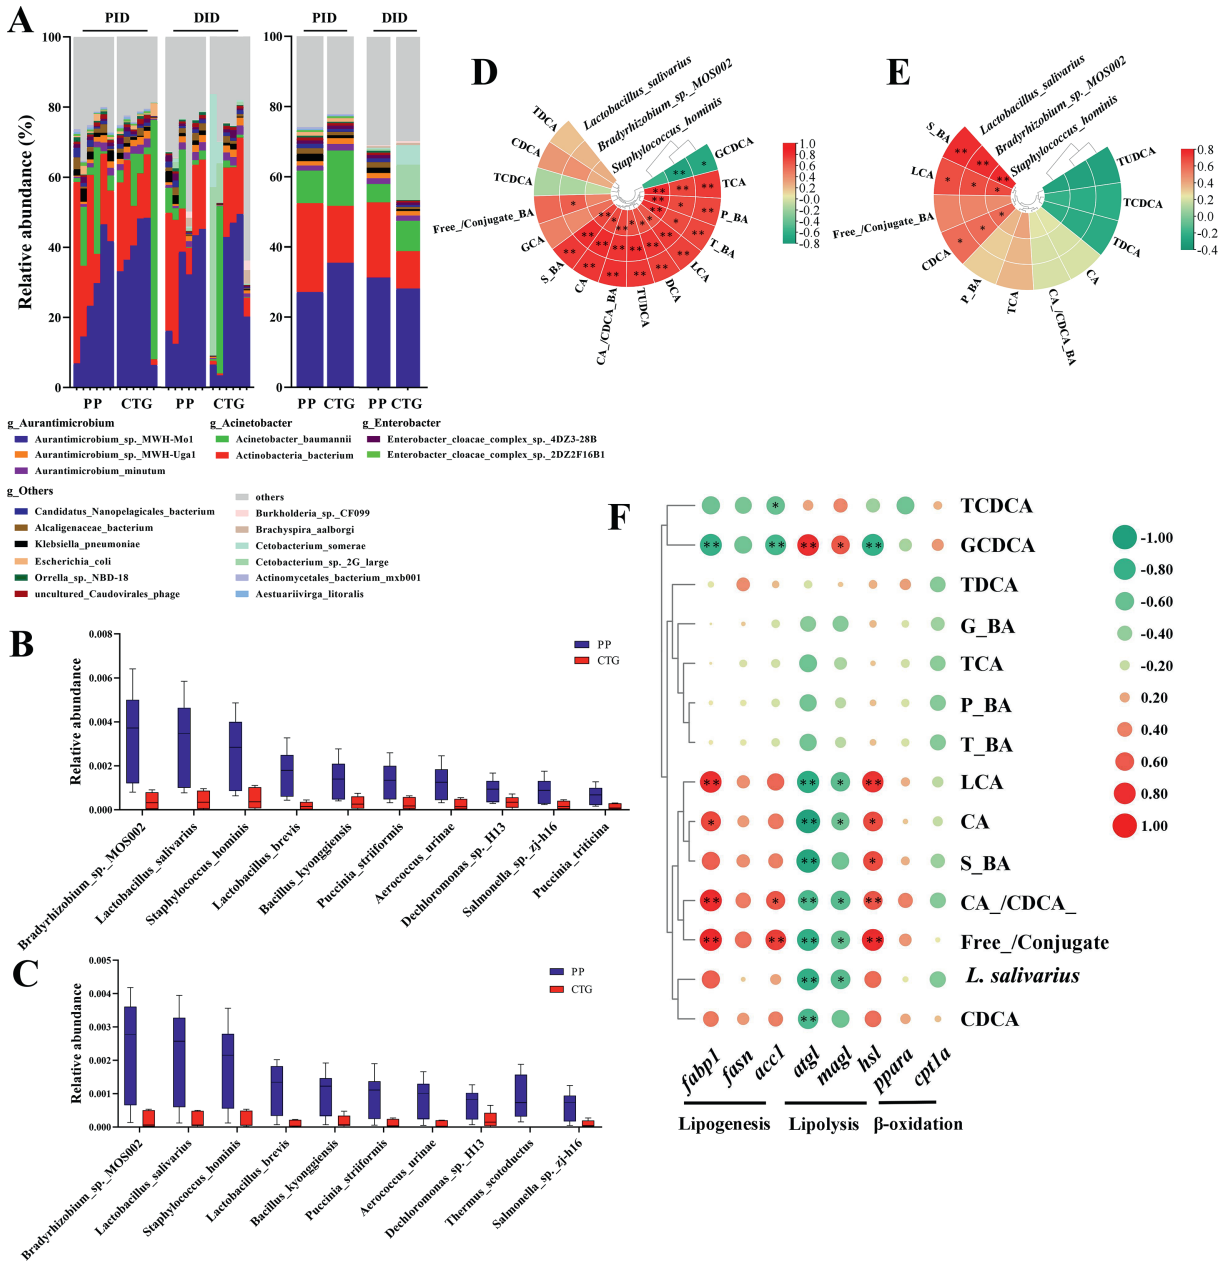 A
PID
DID
PID
DID
Relative abundance (%)
100
80
60
40
20
0
100
80
60
40
20
0
PP
CTG
PP
CTG
PP
CTG
PP
CTG
g_Aurantimicrobium
Aurantimicrobium_sp._MWH-Mo1
Aurantimicrobium_sp._MWH-Uga1
Aurantimicrobium_minutum
g_Acinetobacter
Acinetobacter_baumannii
Actinobacteria_bacterium
g_Enterobacter
Enterobacter_cloacae_complex_sp._4DZ3-28B
Enterobacter_cloacae_complex_sp._2DZ2F16B1
g_Others
Candidatus_Nanopelagicales_bacterium
Alcaligenaceae_bacterium
Klebsiella_pneumoniae
Escherichia_coli
Orrella_sp._NBD-18
uncultured_Caudovirales_phage
others
Burkholderia_sp._CF099
Brachyspira_aalborgi
Cetobacterium_somerae
Cetobacterium_sp._2G_large
Actinomycetales_bacterium_mxb001
Aestuariivirga_litoralis
B
Relative abundance
0.008
0.006
0.004
0.002
0.000
PP
CTG
Bradyrhizobium_sp._MOS002
Lactobacillus_salivarius
Staphylococcus_hominis
Lactobacillus_brevis
Bacillus_kyonggiensis
Puccinia_striiformis
Aerococcus_urinae
Dechloromonas_sp._H13
Salmonella_sp._zj-h16
Puccinia_triticina
C
Relative abundance
0.005
0.004
0.003
0.002
0.001
0.000
PP
CTG
Bradyrhizobium_sp._MOS002
Lactobacillus_salivarius
Staphylococcus_hominis
Lactobacillus_brevis
Bacillus_kyonggiensis
Puccinia_striiformis
Aerococcus_urinae
Dechloromonas_sp._H13
Thermus_scotoductus
Salmonella_sp._zj-h16
D
Lactobacillus_salivarius
Bradyrhizobium_sp._MOS002
Staphylococcus_hominis
TDCA
CDCA
TCDCA
Free_/Conjugate_BA
GCA
S_BA
CA
CA_/CDCA_BA
TUDCA
DCA
LCA
T_BA
P_BA
TCA
GCDCA
1.0
0.8
0.6
0.4
0.2
-0.0
-0.2
-0.4
-0.6
-0.8
E
Lactobacillus_salivarius
Bradyrhizobium_sp._MOS002
Staphylococcus_hominis
S_BA
LCA
Free_/Conjugate_BA
CDCA
P_BA
TCA
CA_/CDCA_BA
CA
TDCA
TCDCA
TUDCA
0.8
0.6
0.4
0.2
-0.0
-0.2
-0.4
F
TCDCA
GCDCA
TDCA
G_BA
TCA
P_BA
T_BA
LCA
CA
S_BA
CA_/CDCA_
Free_/Conjugate
L. salivarius
CDCA
fabp1
fasn
acc1
atgl
magl
hsl
ppara
cpt1a
Lipogenesis
Lipolysis
β-oxidation
-1.00
-0.80
-0.60
-0.40
-0.20
0.20
0.40
0.60
0.80
1.00